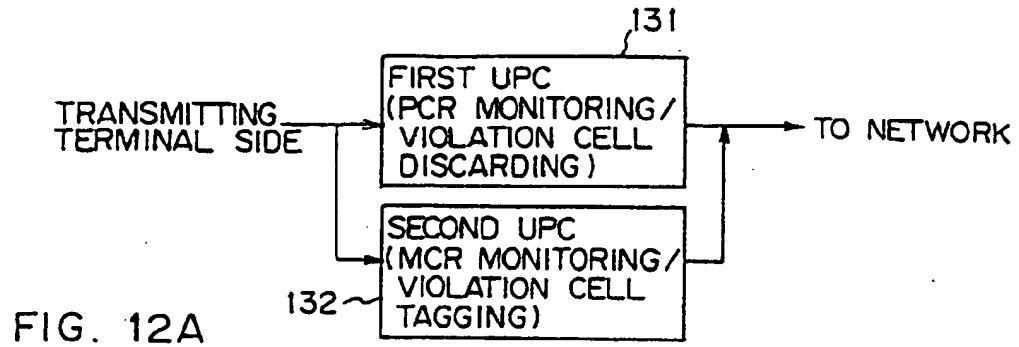 131
FIRST UPC
(PCR MONITORING/
VIOLATION CELL
DISCARDING)
TRANSMITTING
TERMINAL SIDE
TO NETWORK
SECOND UPC
(MCR MONITORING/
VIOLATION CELL
TAGGING)
132
FIG. 12A